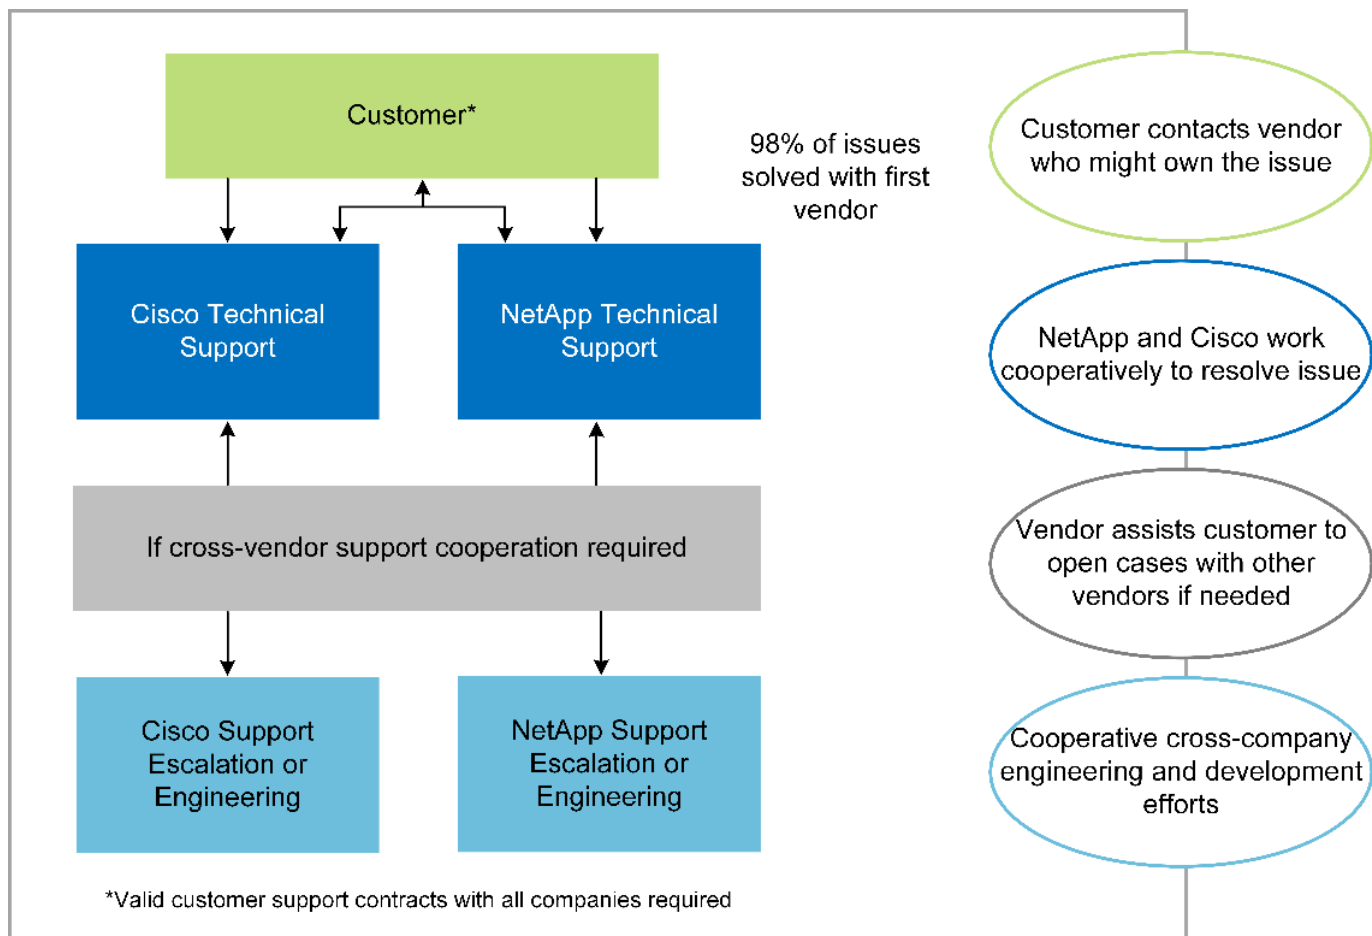 Customer*
98% of issues
solved with first
vendor
Customer contacts vendor
who might own the issue
Cisco Technical
Support
NetApp Technical
Support
NetApp and Cisco work
cooperatively to resolve issue
If cross-vendor support cooperation required
Vendor assists customer to
open cases with other
vendors if needed
Cisco Support
Escalation or
Engineering
NetApp Support
Escalation or
Engineering
Cooperative cross-company
engineering and development
efforts
*Valid customer support contracts with all companies required